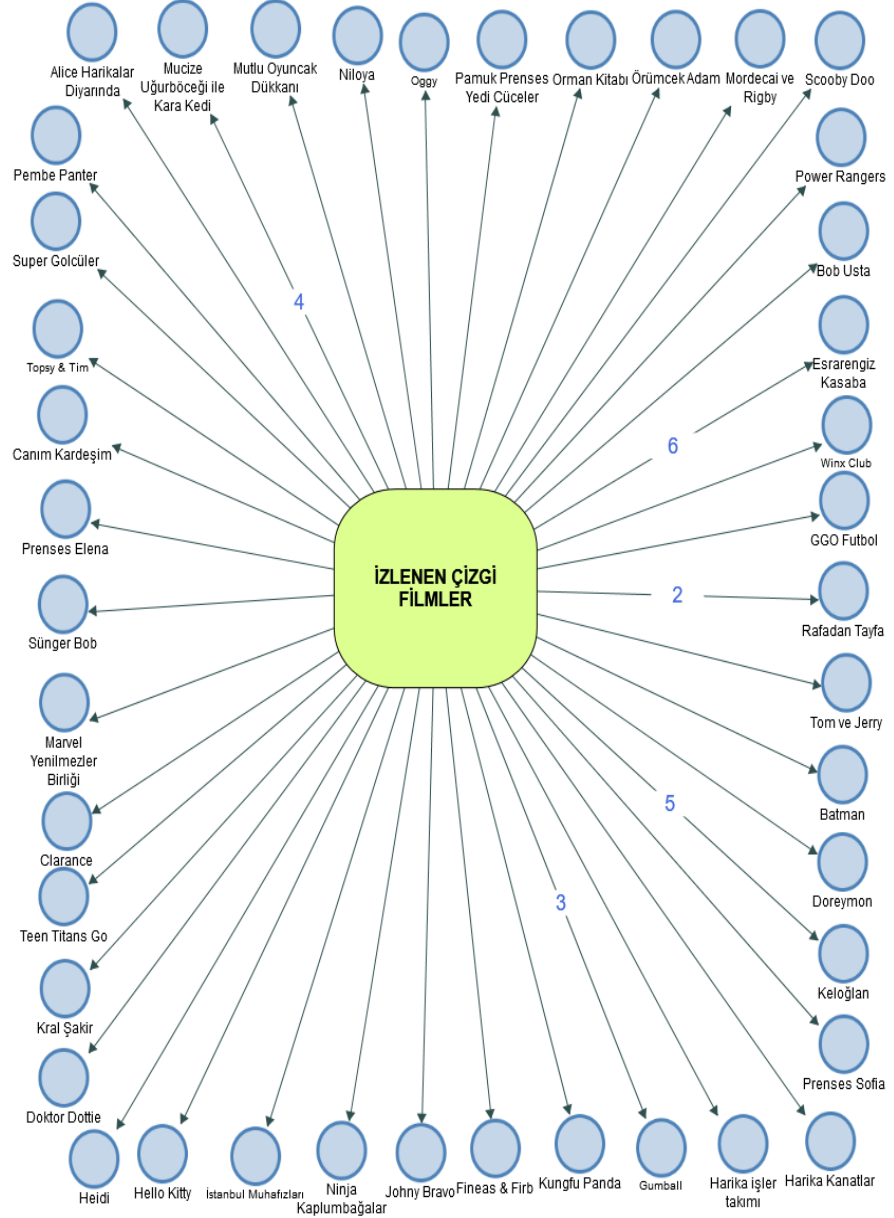 Alice Harikalar
Diyarında
Mucize
Uğurböceği ile
Kara Kedi
Mutlu Oyuncak
Dükkanı
Niloya
Oggy
Pamuk Prenses
Yedi Cüceler
Orman Kitabı
Örümcek Adam
Mordecai ve
Rigby
Scooby Doo
Pembe Panter
Power Rangers
Super Golcüler
Bob Usta
4
Topsy & Tim
Esrarengiz
Kasaba
Canım Kardeşim
6
Winx Club
Prenses Elena
GGO Futbol
İZLENEN ÇİZGİ
FİLMLER
2
Sünger Bob
Rafadan Tayfa
Marvel
Yenilmezler
Birliği
Tom ve Jerry
5
Batman
Clarance
3
Doreymon
Teen Titans Go
Keloğlan
Kral Şakir
Prenses Sofia
Doktor Dottie
Heidi
Hello Kitty
İstanbul Muhafızları
Ninja
Kaplumbağalar
Johny Bravo
Fineas & Firb
Kungfu Panda
Gumball
Harika işler
takımı
Harika Kanatlar